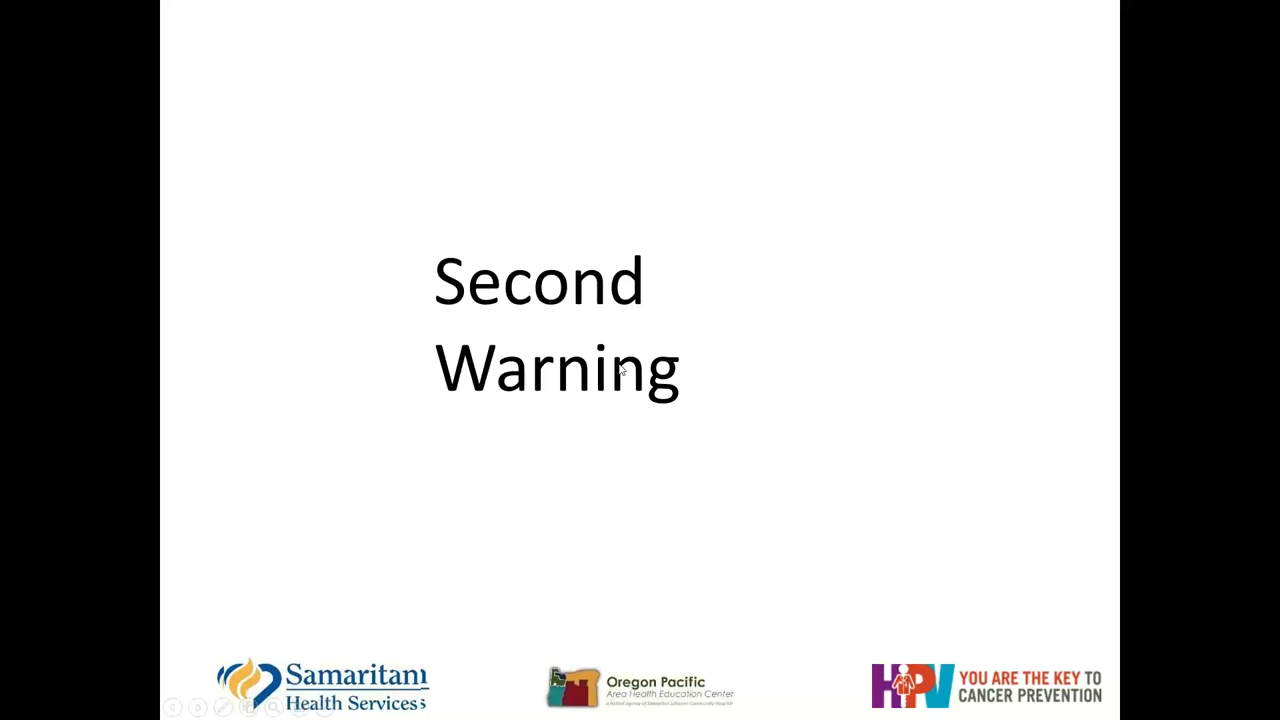 Second
Warning
Samaritan
Health Services
Oregon Pacific
Area Health Education Center
HPV
YOU ARE THE KEY TO
CANCER PREVENTION